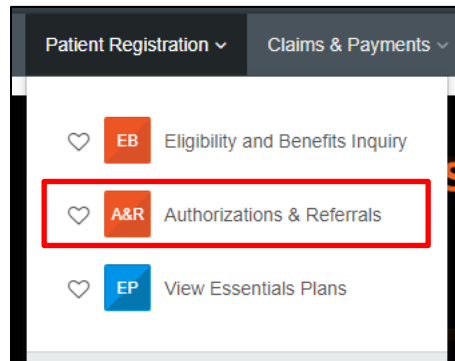 Patient Registration Claims & Payments
EB Eligibility and Benefits Inquiry
A&R Authorizations & Referrals
EP View Essentials Plans